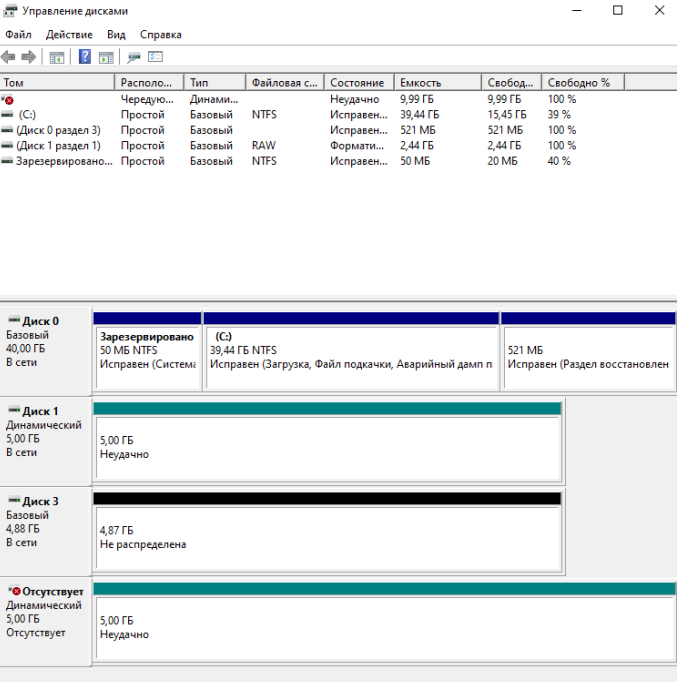 Управление дисками
Файл Действие Вид Справка
Том Располо... Тип Файловая с... Состояние Емкость Свобод... Свободно %
Чередую... Динами... Неудачно 9,99 ГБ 9,99 ГБ 100 %
(C:) Простой Базовый NTFS Исправен... 39,44 ГБ 15,45 ГБ 39 %
(Диск 0 раздел 3) Простой Базовый Исправен... 521 МБ 521 МБ 100 %
(Диск 1 раздел 1) Простой Базовый RAW Формати... 2,44 ГБ 2,44 ГБ 100 %
Зарезервировано... Простой Базовый NTFS Исправен... 50 МБ 20 МБ 40 %
Диск 0
Базовый
40,00 ГБ
В сети
Зарезервировано
50 МБ NTFS
Исправен (Система
(C:)
39,44 ГБ NTFS
Исправен (Загрузка, Файл подкачки, Аварийный дамп п
521 МБ
Исправен (Раздел восстановлен
Диск 1
Динамический
5,00 ГБ
В сети
5,00 ГБ
Неудачно
Диск 3
Базовый
4,88 ГБ
В сети
4,87 ГБ
Не распределена
Отсутствует
Динамический
5,00 ГБ
Отсутствует
5,00 ГБ
Неудачно